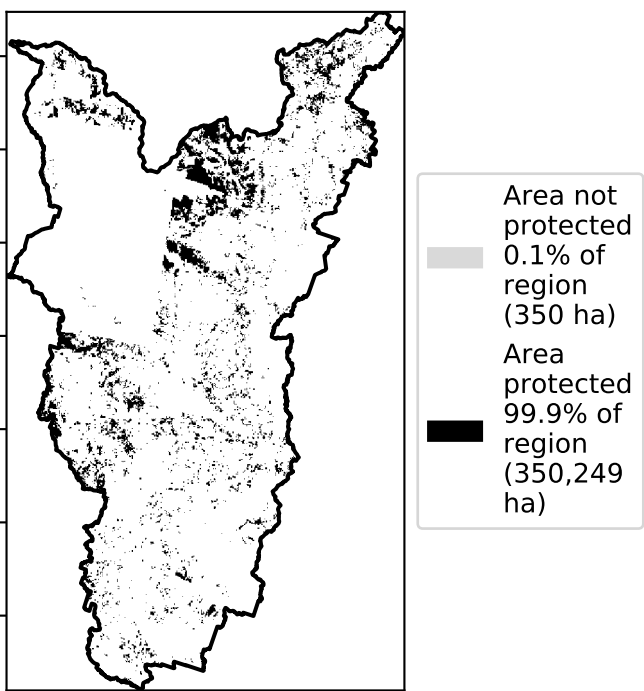 Area not
protected
0.1% of
region
(350 ha)
Area
protected
99.9% of
region
(350,249
ha)